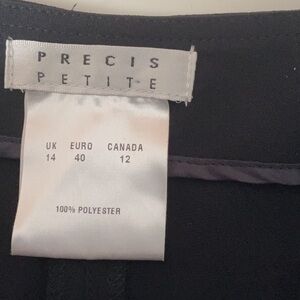 PRECIS
PETITE
UK EURO CANADA
14 40 12
100% POLYESTER